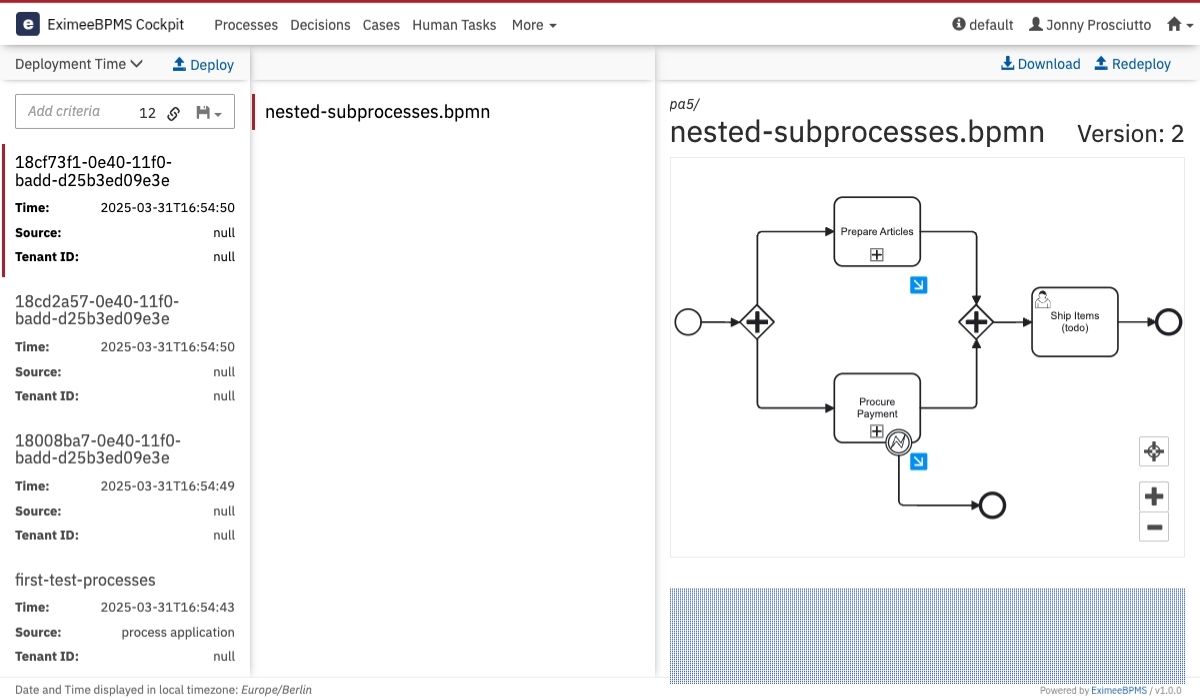 e EximeeBPMS Cockpit Processes Decisions Cases Human Tasks More default Jonny Prosciutto
Deployment Time Deploy Download Redeploy
Add criteria 12
18cf73f1-0e40-11f0-
badd-d25b3ed09e3e
Time: 2025-03-31T16:54:50
Source: null
Tenant ID: null
18cd2a57-0e40-11f0-
badd-d25b3ed09e3e
Time: 2025-03-31T16:54:50
Source: null
Tenant ID: null
18008ba7-0e40-11f0-
badd-d25b3ed09e3e
Time: 2025-03-31T16:54:49
Source: null
Tenant ID: null
first-test-processes
Time: 2025-03-31T16:54:43
Source: process application
Tenant ID: null
nested-subprocesses.bpmn
pa5/
nested-subprocesses.bpmn Version: 2
Prepare Articles
Ship Items
(todo)
Procure
Payment
Date and Time displayed in local timezone: Europe/Berlin
Powered by EximeeBPMS / v1.0.0